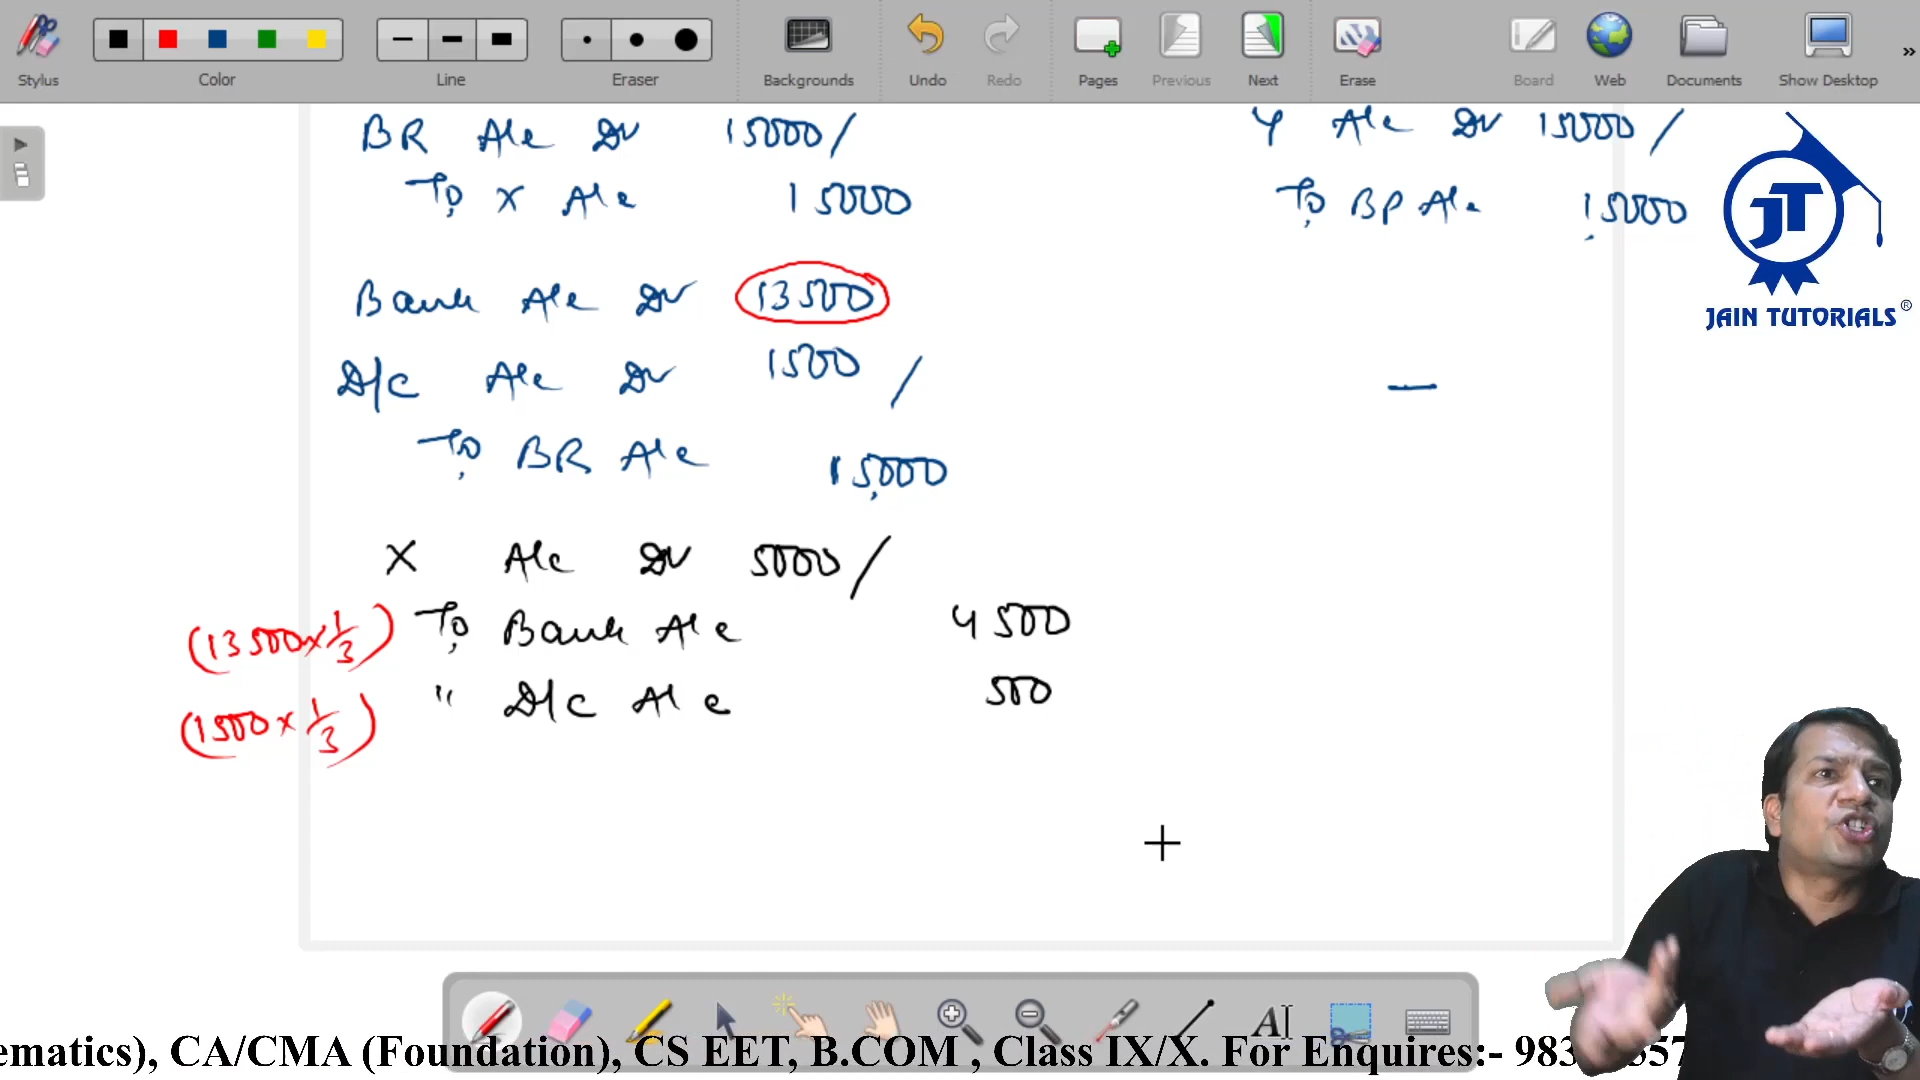 Stylus Color Line Eraser Backgrounds Undo Redo Pages Previous Next Erase Board Web Documents Show Desktop »
BR A/c Dr 15000/
To X A/c 15000
Y A/c Dr 15000/
To BP A/c 15000
JT
JAIN TUTORIALS®
Bank A/c Dr 13500
D/c A/c Dr 1500/
To BR A/c 15,000
—
X A/c Dr 5000/
(13500 x 1/3) To Bank A/c 4500
(1500 x 1/3) " D/c A/c 500
ematics), CA/CMA (Foundation), CS EET, B.COM , Class IX/X. For Enquires:- 983